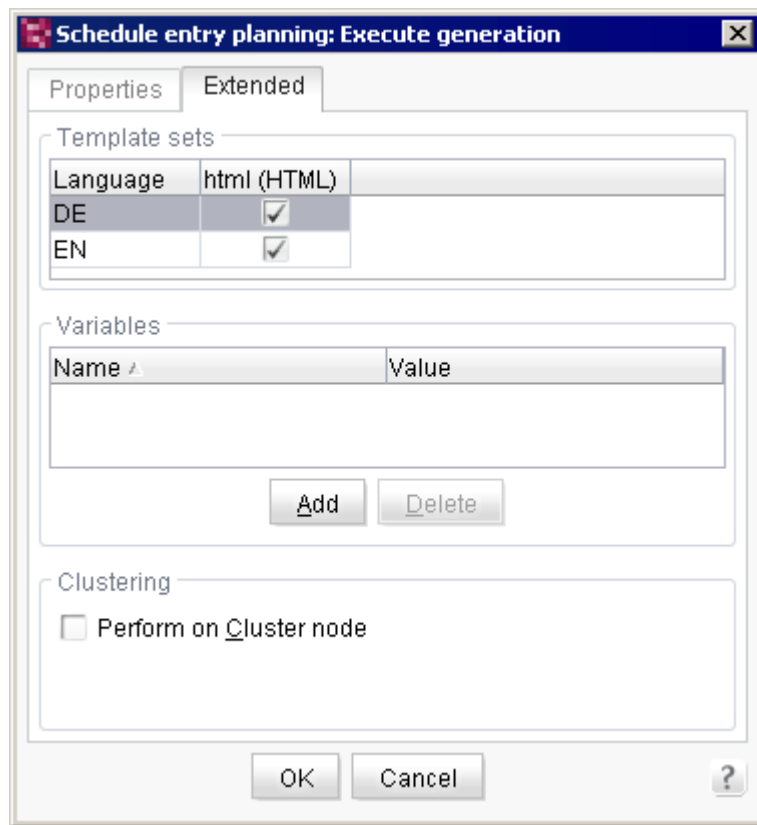 Schedule entry planning: Execute generation
Properties Extended
Template sets
Language html (HTML)
DE
EN
Variables
Name Value
Add Delete
Clustering
Perform on Cluster node
OK Cancel ?